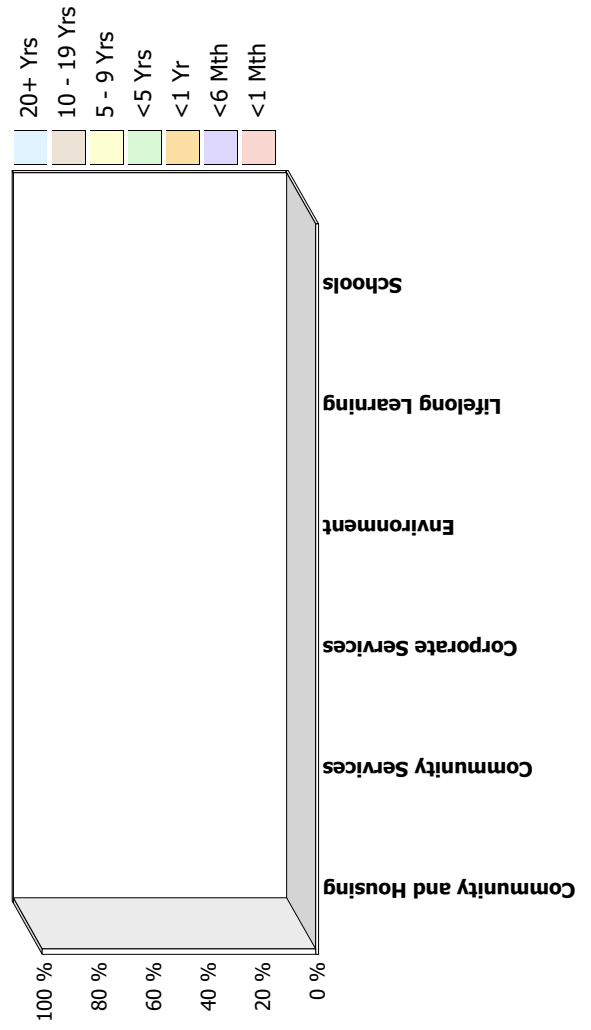 20+ Yrs
10 - 19 Yrs
5 - 9 Yrs
<5 Yrs
<1 Yr
<6 Mth
<1 Mth
Schools
Lifelong Learning
Environment
Corporate Services
Community Services
Community and Housing
100 %
80 %
60 %
40 %
20 %
0 %